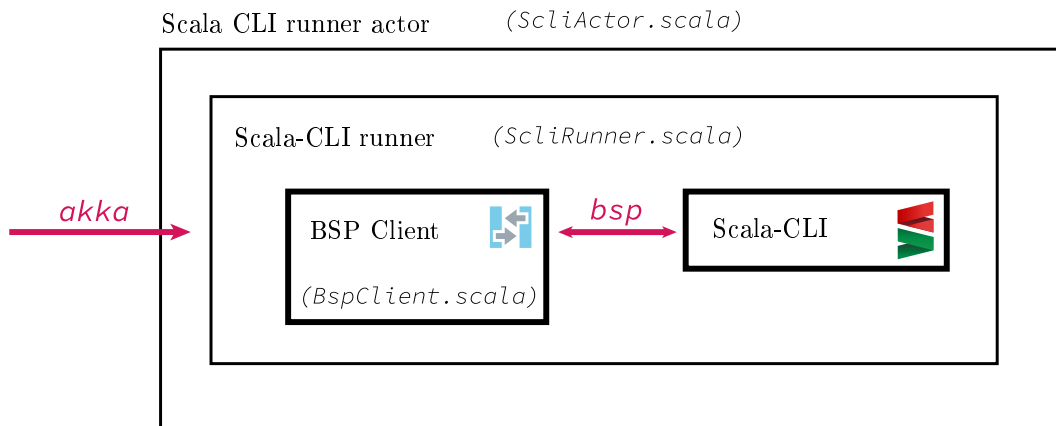 Scala CLI runner actor (ScliActor.scala)
Scala-CLI runner (ScliRunner.scala)
akka
BSP Client
bsp
Scala-CLI
(BspClient.scala)